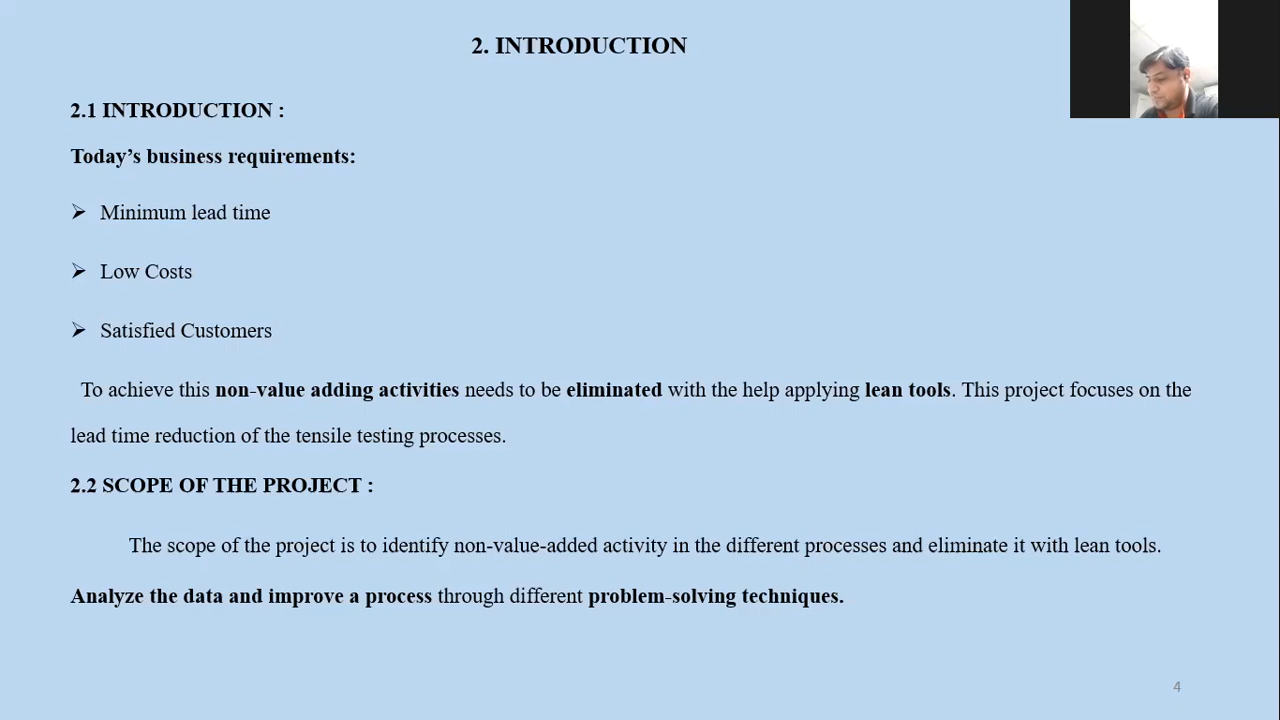 2. INTRODUCTION
2.1 INTRODUCTION :
Today’s business requirements:
➢ Minimum lead time
➢ Low Costs
➢ Satisfied Customers
To achieve this non-value adding activities needs to be eliminated with the help applying lean tools. This project focuses on the
lead time reduction of the tensile testing processes.
2.2 SCOPE OF THE PROJECT :
The scope of the project is to identify non-value-added activity in the different processes and eliminate it with lean tools.
Analyze the data and improve a process through different problem-solving techniques.
4